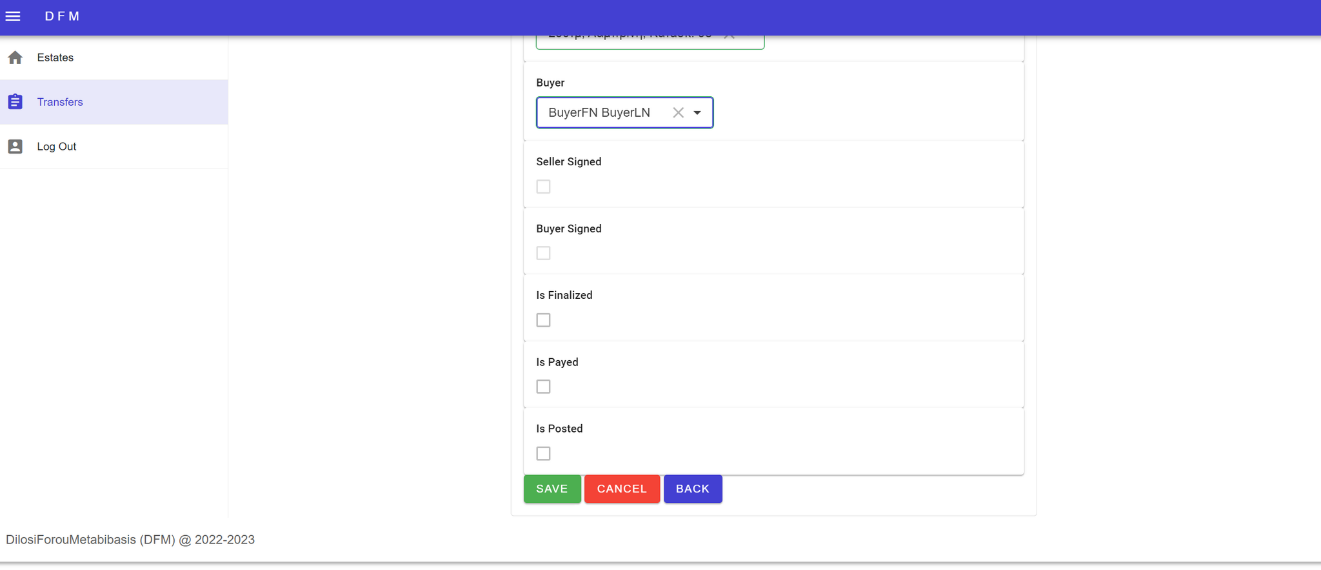 DFM
Estates
Transfers
Log Out
Buyer
BuyerFN BuyerLN
Seller Signed
Buyer Signed
Is Finalized
Is Payed
Is Posted
SAVE CANCEL BACK
DilosiForouMetabibasis (DFM) @ 2022-2023